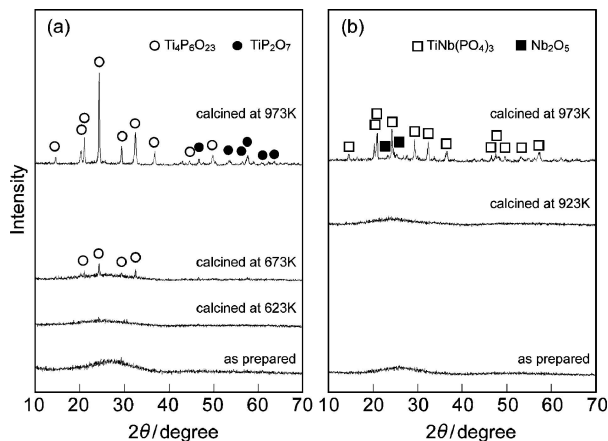 (a)
○ Ti₄P₆O₂₃ ● TiP₂O₇
calcined at 973K
calcined at 673K
calcined at 623K
as prepared
10 20 30 40 50 60 70
2θ/degree
Intensity
(b)
□ TiNb(PO₄)₃ ■ Nb₂O₅
calcined at 973K
calcined at 923K
as prepared
10 20 30 40 50 60 70
2θ/degree